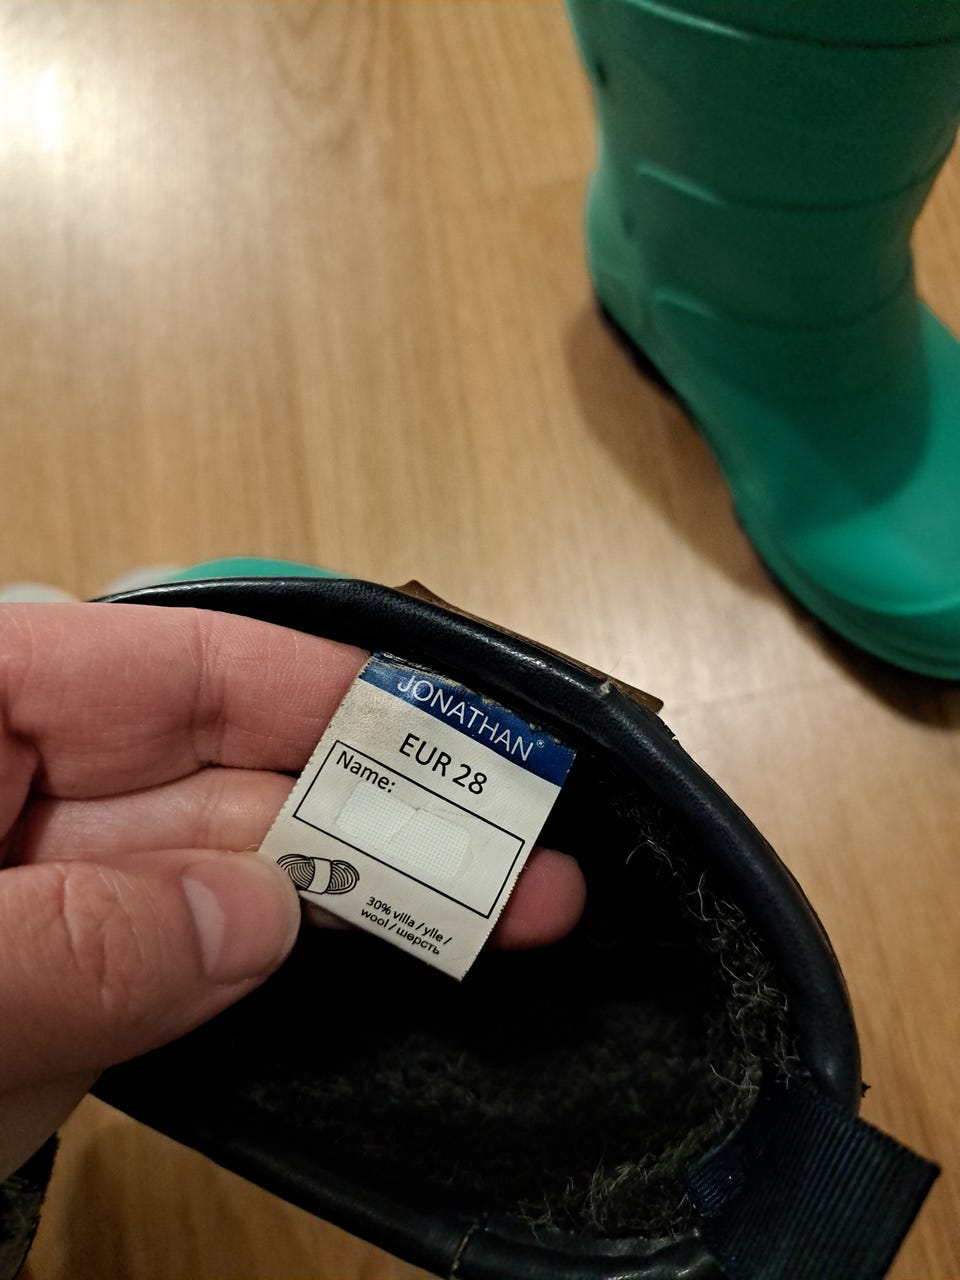 JONATHAN®
EUR 28
Name:
30% villa / ylle /
wool / шерсть